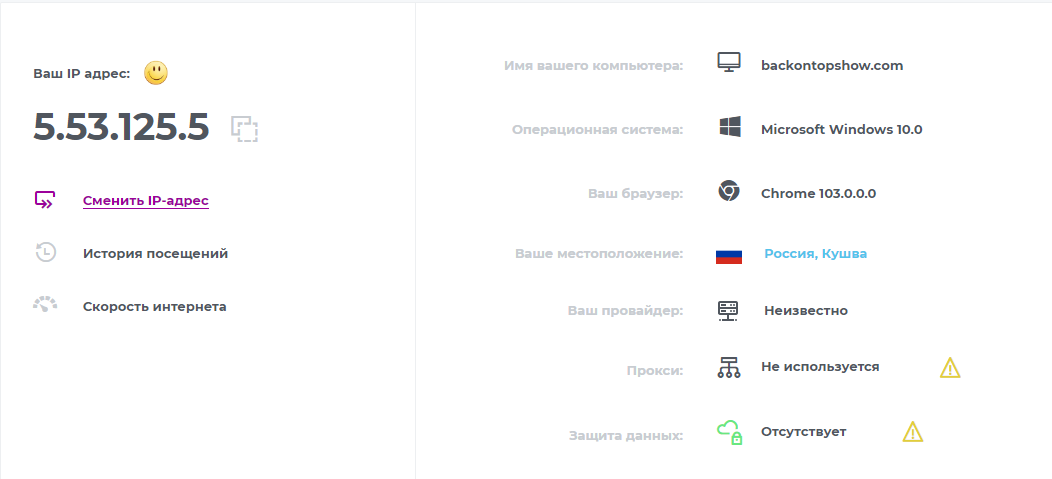 Ваш IP адрес:
5.53.125.5
Сменить IP-адрес
История посещений
Скорость интернета
Имя вашего компьютера: backontopshow.com
Операционная система: Microsoft Windows 10.0
Ваш браузер: Chrome 103.0.0.0
Ваше местоположение: Россия, Кушва
Ваш провайдер: Неизвестно
Прокси: Не используется
Защита данных: Отсутствует